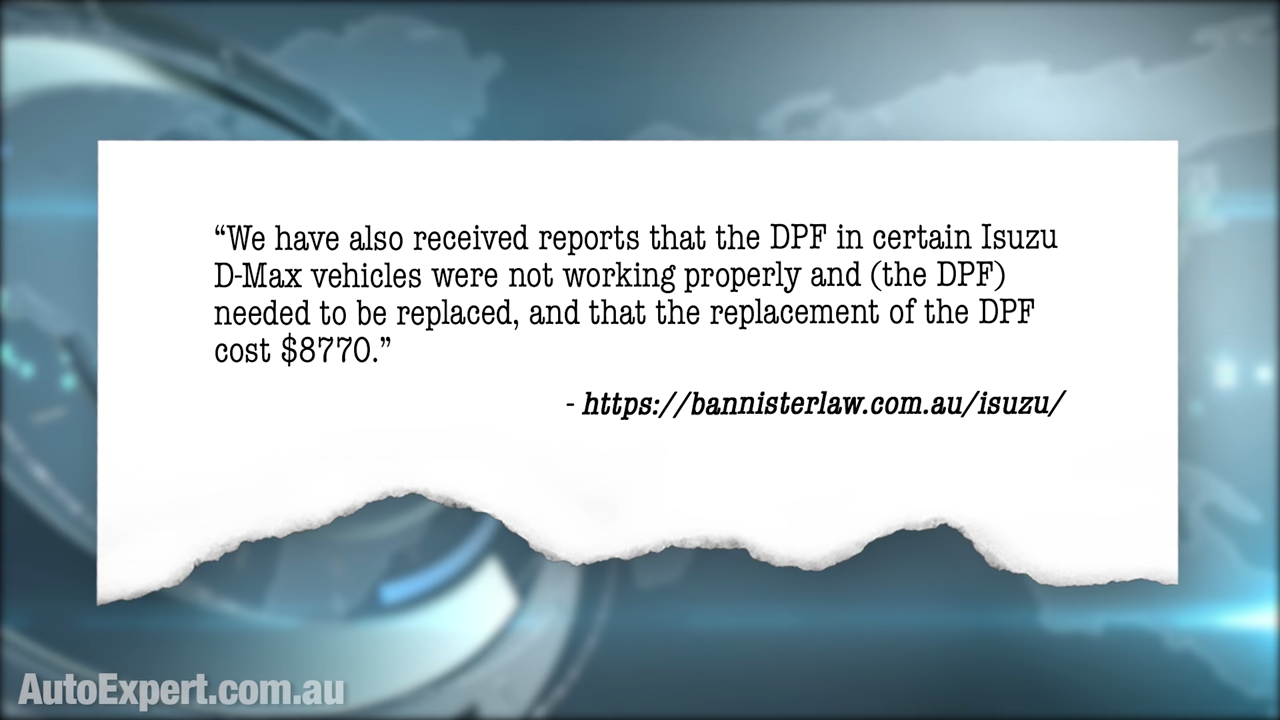 “We have also received reports that the DPF in certain Isuzu
D-Max vehicles were not working properly and (the DPF)
needed to be replaced, and that the replacement of the DPF
cost $8770.”
- https://bannisterlaw.com.au/isuzu/
AutoExpert.com.au